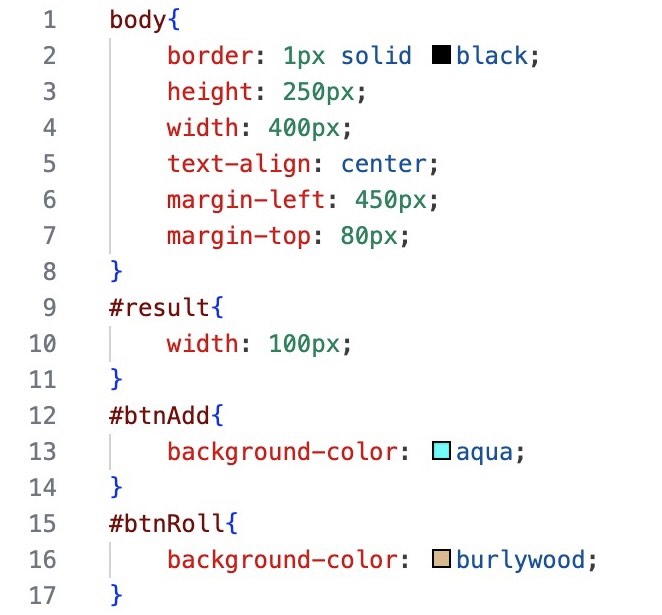 1 body{
2 border: 1px solid black;
3 height: 250px;
4 width: 400px;
5 text-align: center;
6 margin-left: 450px;
7 margin-top: 80px;
8 }
9 #result{
10 width: 100px;
11 }
12 #btnAdd{
13 background-color: aqua;
14 }
15 #btnRoll{
16 background-color: burlywood;
17 }